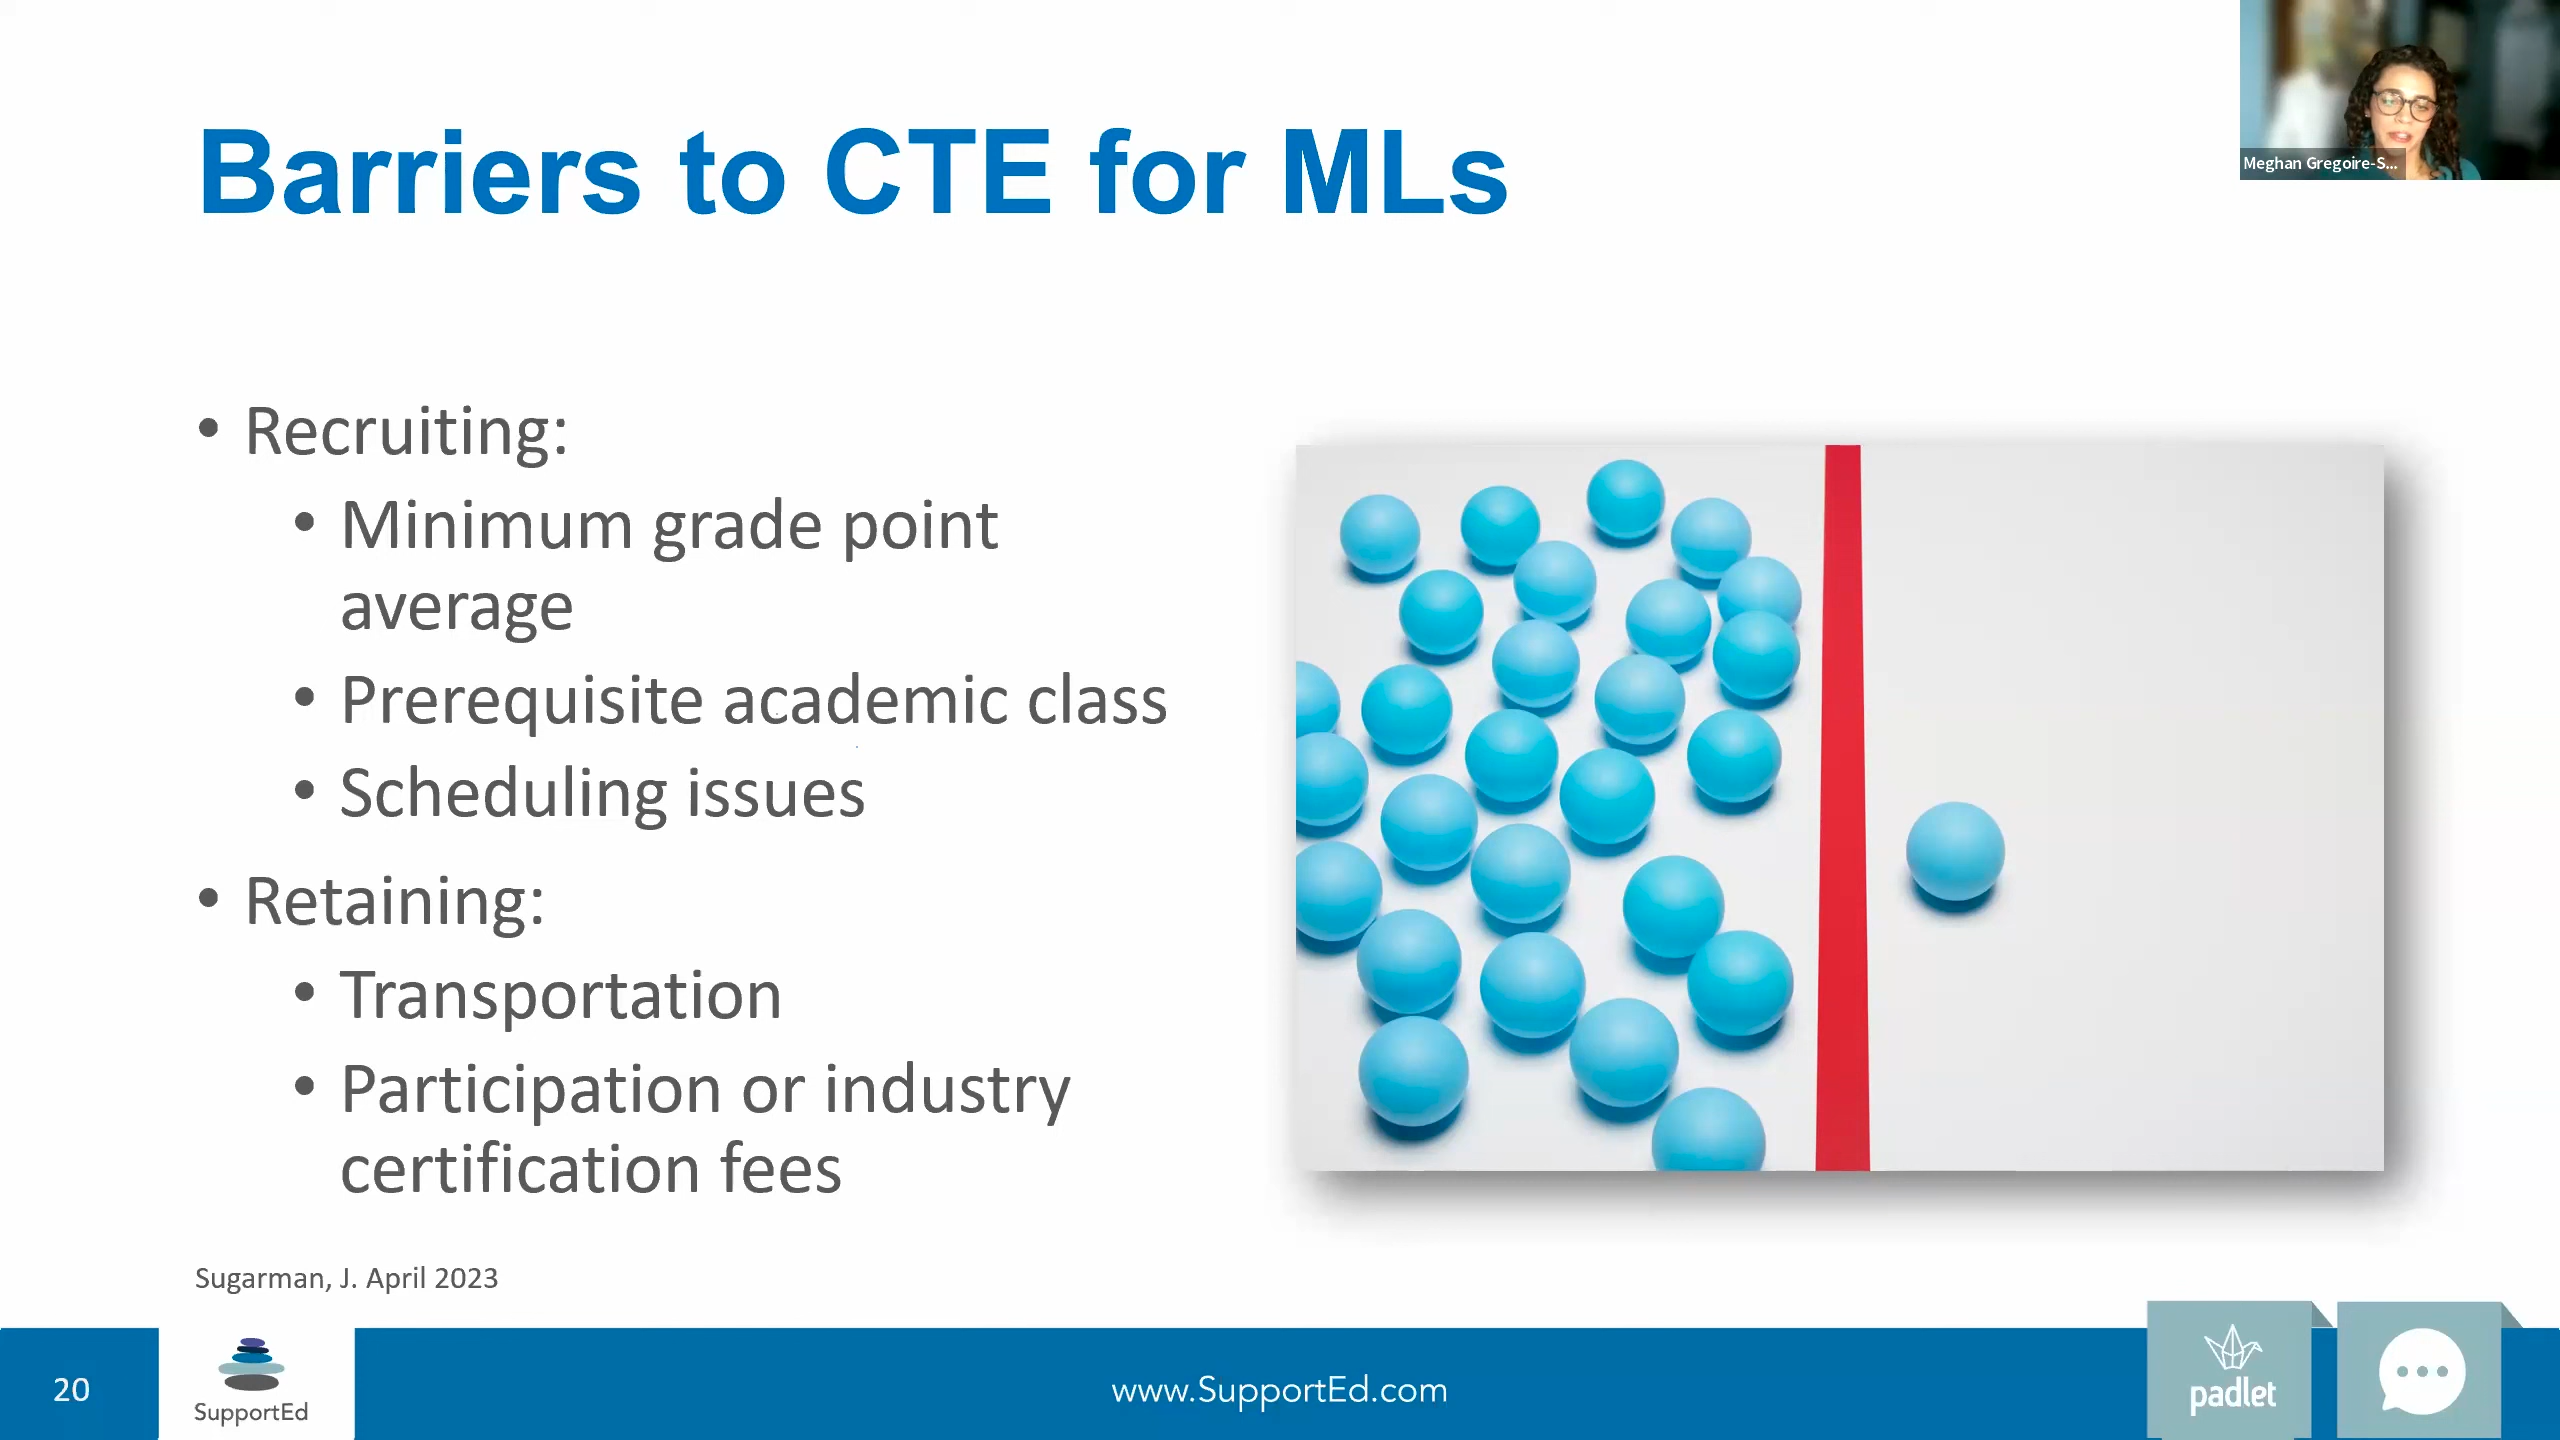 Barriers to CTE for MLs
Meghan Gregoire-S...
• Recruiting:
• Minimum grade point
average
• Prerequisite academic class
• Scheduling issues
• Retaining:
• Transportation
• Participation or industry
certification fees
Sugarman, J. April 2023
20
SupportEd
www.SupportEd.com
padlet